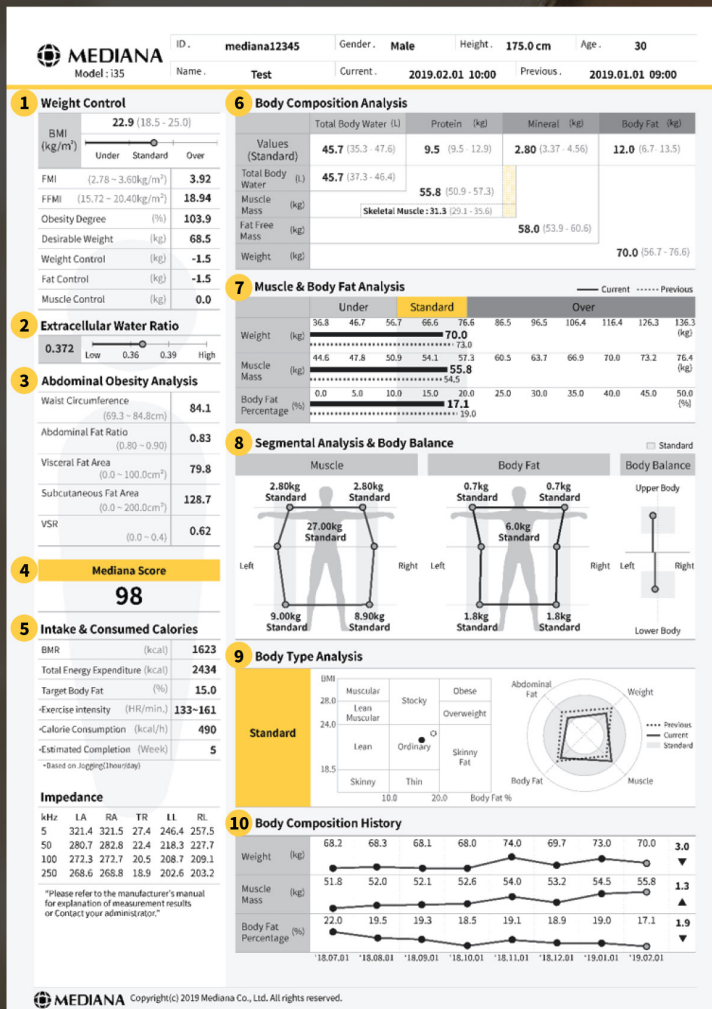 MEDIANA
Model : i35
ID . mediana12345 Gender . Male Height . 175.0 cm Age . 30
Name . Test Current . 2019.02.01 10:00 Previous . 2019.01.01 09:00
1 Weight Control
BMI (kg/m²) 22.9 (18.5 - 25.0)
Under Standard Over
FMI (2.78 ~ 3.60kg/m²) 3.92
FFMI (15.72 ~ 20.40kg/m²) 18.94
Obesity Degree (%) 103.9
Desirable Weight (kg) 68.5
Weight Control (kg) -1.5
Fat Control (kg) -1.5
Muscle Control (kg) 0.0
2 Extracellular Water Ratio
0.372
Low 0.36 0.39 High
3 Abdominal Obesity Analysis
Waist Circumference
(69.3 ~ 84.8cm) 84.1
Abdominal Fat Ratio
(0.80 ~ 0.90) 0.83
Visceral Fat Area
(0.0 ~ 100.0cm²) 79.8
Subcutaneous Fat Area
(0.0 ~ 200.0cm²) 128.7
VSR
(0.0 ~ 0.4) 0.62
4 Mediana Score
98
5 Intake & Consumed Calories
BMR (kcal) 1623
Total Energy Expenditure (kcal) 2434
Target Body Fat (%) 15.0
•Exercise intensity (HR/min.) 133~161
•Calorie Consumption (kcal/h) 490
•Estimated Completion (Week) 5
•Based on Jogging(1hour/day)
Impedance
kHz LA RA TR LL RL
5 321.4 321.5 27.4 246.4 257.5
50 280.7 282.8 22.4 218.3 227.7
100 272.3 272.7 20.5 208.7 209.1
250 268.6 268.8 18.9 202.6 203.2
"Please refer to the manufacturer's manual
for explanation of measurement results
or Contact your administrator."
6 Body Composition Analysis
Total Body Water (L) Protein (kg) Mineral (kg) Body Fat (kg)
Values (Standard) 45.7 (35.3 - 47.6) 9.5 (9.5 - 12.9) 2.80 (3.37 - 4.56) 12.0 (6.7- 13.5)
Total Body Water (L) 45.7 (37.3 - 46.4)
Muscle Mass (kg) 55.8 (50.9 - 57.3)
Skeletal Muscle : 31.3 (29.1 - 35.6)
Fat Free Mass (kg) 58.0 (53.9 - 60.6)
Weight (kg) 70.0 (56.7 - 76.6)
7 Muscle & Body Fat Analysis
Current Previous
Under Standard Over
Weight (kg) 36.8 46.7 56.7 66.6 76.6 86.5 96.5 106.4 116.4 126.3 136.3 (kg)
70.0
73.0
Muscle Mass (kg) 44.6 47.8 50.9 54.1 57.3 60.5 63.7 66.9 70.0 73.2 76.4 (kg)
55.8
54.5
Body Fat Percentage (%) 0.0 5.0 10.0 15.0 20.0 25.0 30.0 35.0 40.0 45.0 50.0 (%)
17.1
19.0
8 Segmental Analysis & Body Balance
Standard
Muscle Body Fat Body Balance
2.80kg Standard 2.80kg Standard
27.00kg Standard
Left Right
9.00kg Standard 8.90kg Standard
0.7kg Standard 0.7kg Standard
6.0kg Standard
Left Right
1.8kg Standard 1.8kg Standard
Upper Body
Left Right
Lower Body
9 Body Type Analysis
Standard
BMI
28.0
24.0
18.5
Muscular Stocky Obese
Lean Muscular Overweight
Lean Ordinary Skinny Fat
Skinny Thin
10.0 20.0 Body Fat %
Abdominal Fat Weight
Body Fat Muscle
Previous
Current
Standard
10 Body Composition History
Weight (kg) 68.2 68.3 68.1 68.0 74.0 69.7 73.0 70.0 3.0 ▼
Muscle Mass (kg) 51.8 52.0 52.1 52.6 54.0 53.2 54.5 55.8 1.3 ▲
Body Fat Percentage (%) 22.0 19.5 19.3 18.5 19.1 18.9 19.0 17.1 1.9 ▼
'18.07.01 '18.08.01 '18.09.01 '18.10.01 '18.11.01 '18.12.01 '19.01.01 '19.02.01
MEDIANA Copyright(c) 2019 Mediana Co., Ltd. All rights reserved.